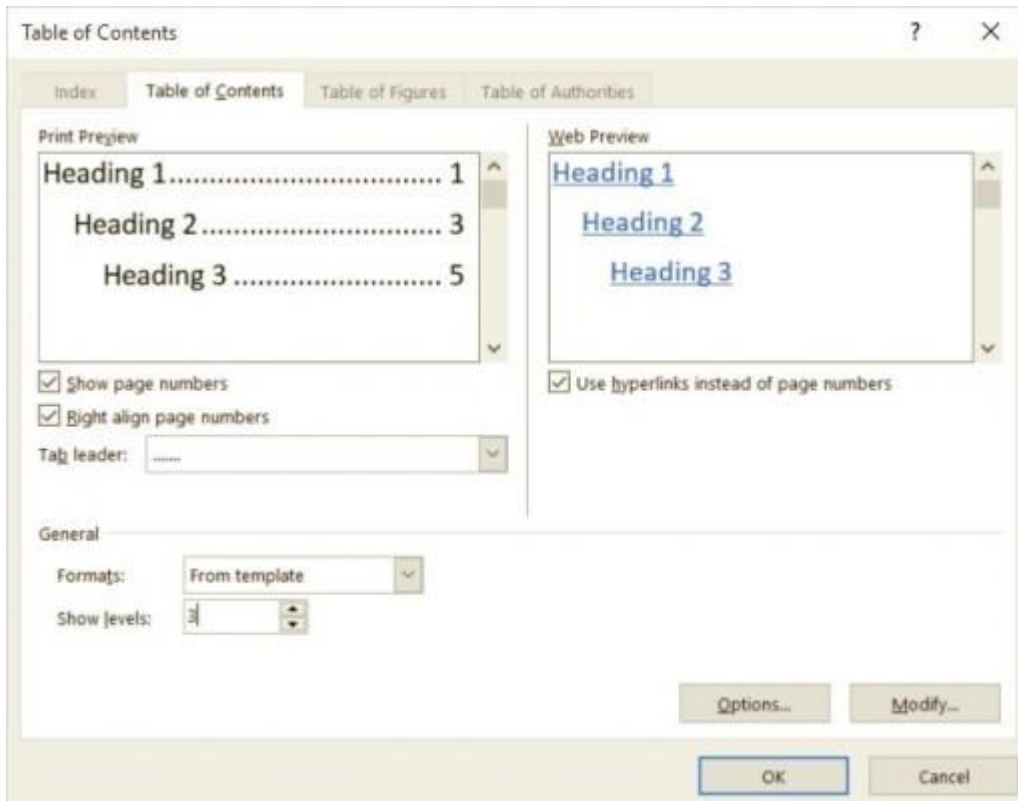 Table of Contents ?
Index Table of Contents Table of Figures Table of Authorities
Print Preview
Heading 1.................................. 1
Heading 2............................... 3
Heading 3 .......................... 5
Web Preview
Heading 1
Heading 2
Heading 3
Show page numbers
Right align page numbers
Tab leader: .......
Use hyperlinks instead of page numbers
General
Formats: From template
Show levels: 3
Options... Modify...
OK Cancel